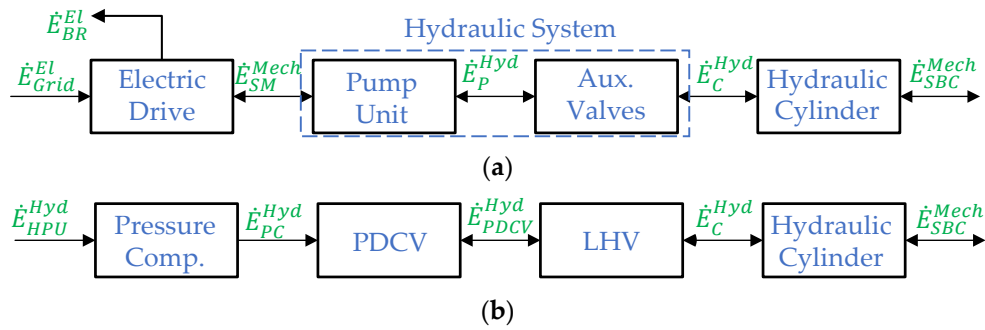 Ė_BR^El
Hydraulic System
Ė_Grid^El
Electric
Drive
Ė_SM^Mech
Pump
Unit
Ė_P^Hyd
Aux.
Valves
Ė_C^Hyd
Hydraulic
Cylinder
Ė_SBC^Mech
(a)
Ė_HPU^Hyd
Pressure
Comp.
Ė_PC^Hyd
PDCV
Ė_PDCV^Hyd
LHV
Ė_C^Hyd
Hydraulic
Cylinder
Ė_SBC^Mech
(b)